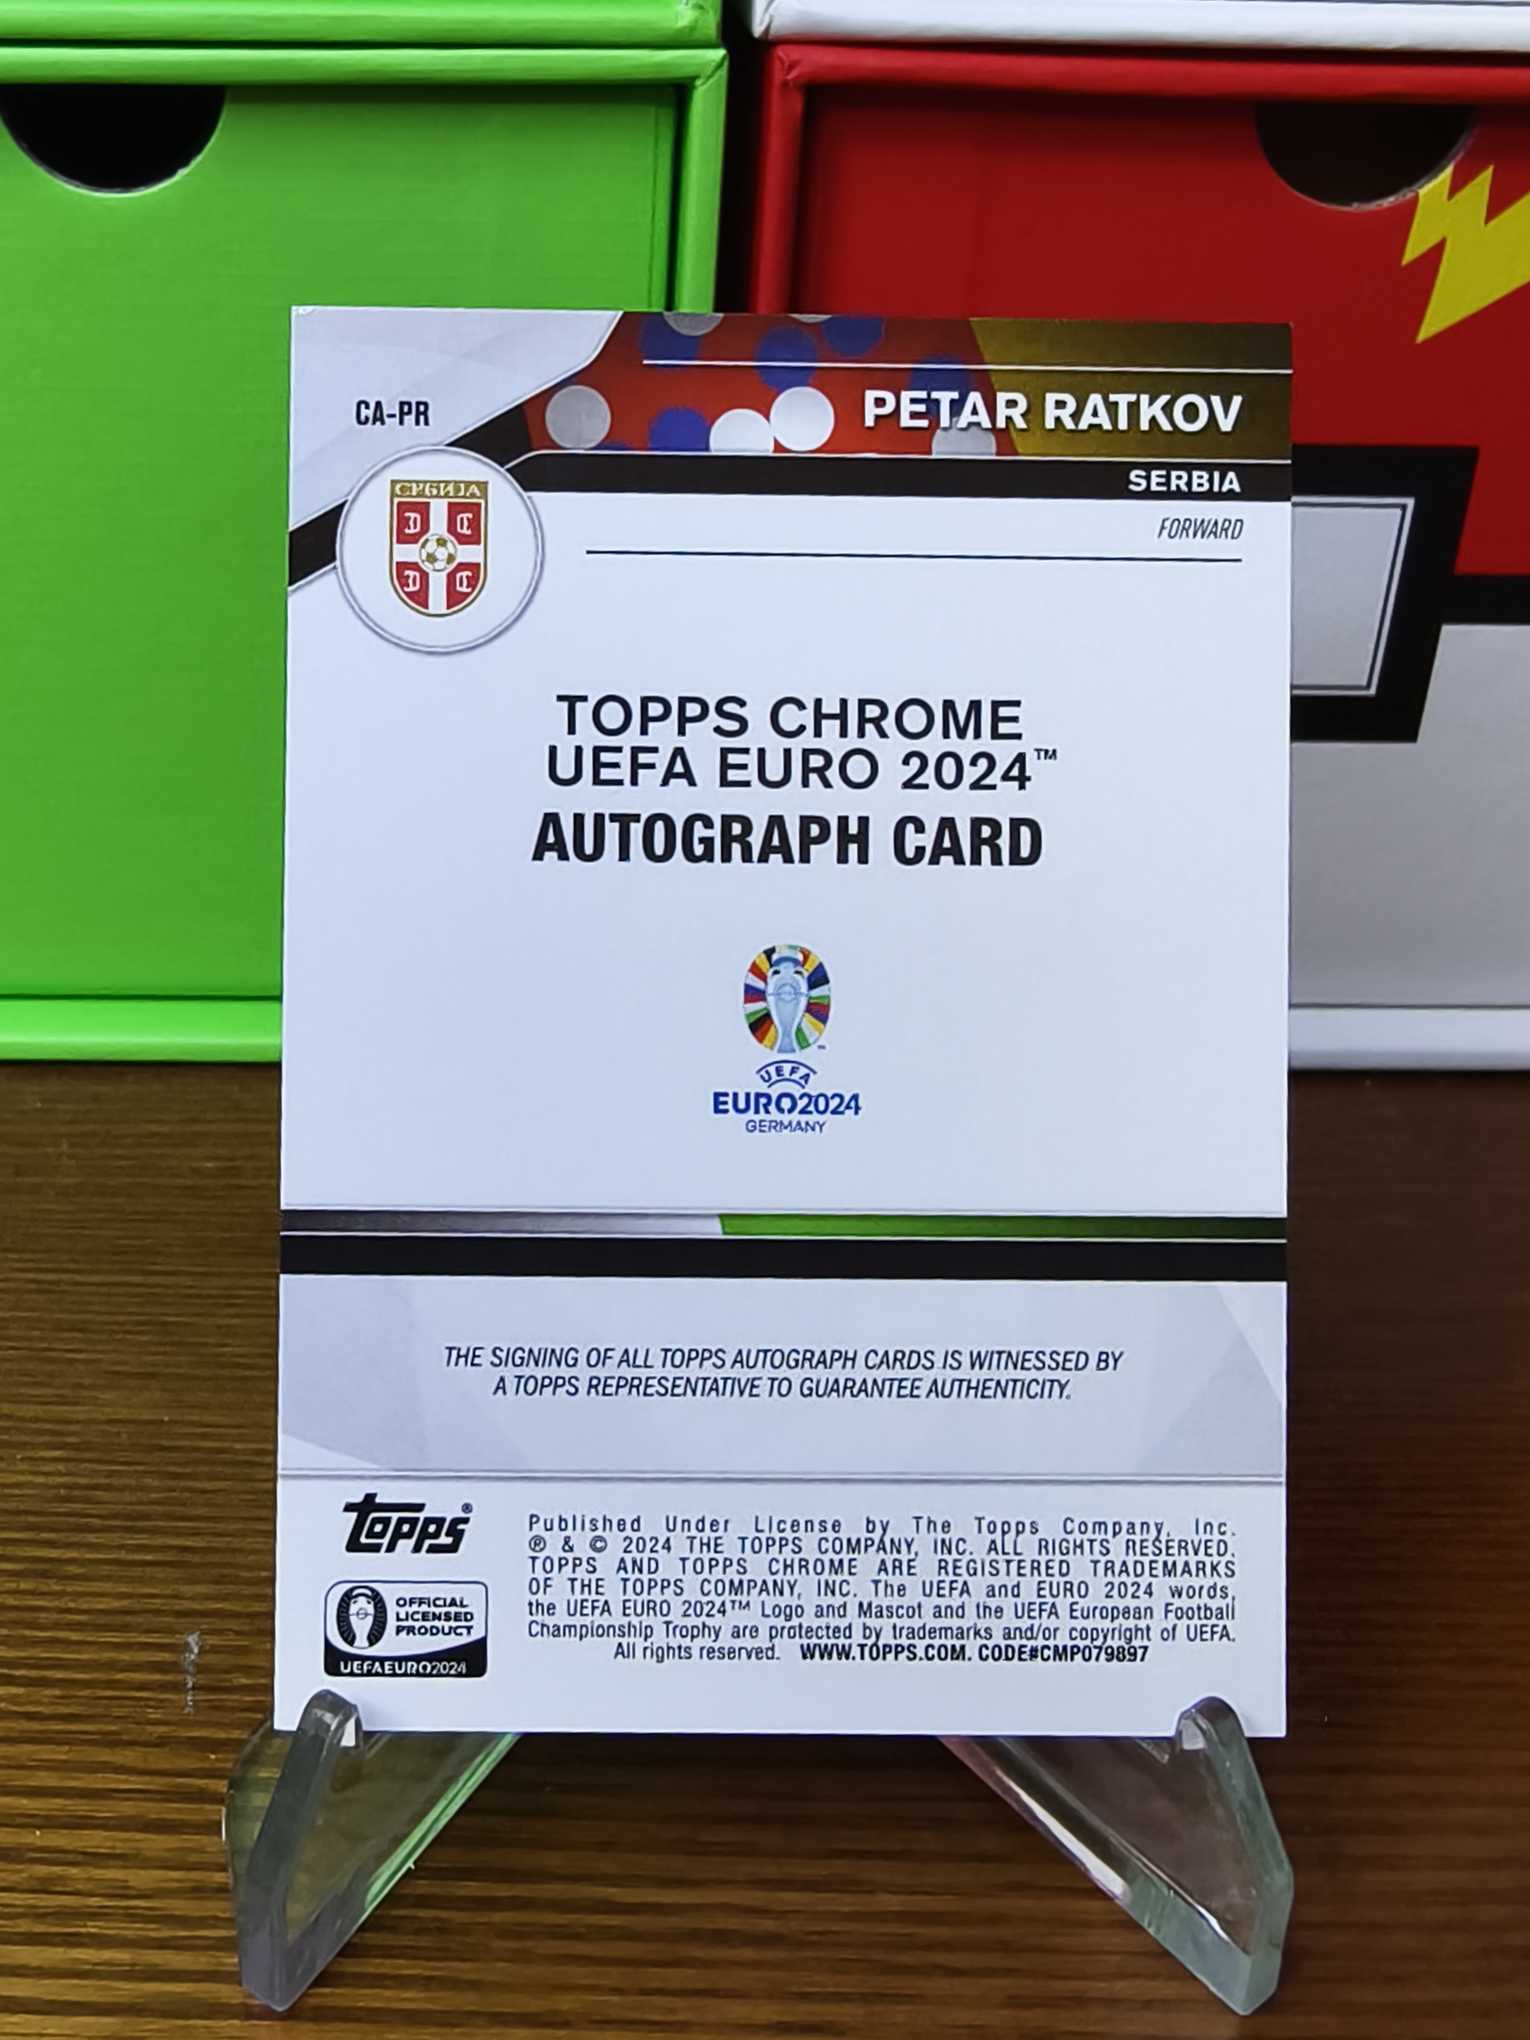 CA-PR
PETAR RATKOV
SERBIA
FORWARD
СРБИЈА
TOPPS CHROME
UEFA EURO 2024™
AUTOGRAPH CARD
UEFA
EURO2024
GERMANY
THE SIGNING OF ALL TOPPS AUTOGRAPH CARDS IS WITNESSED BY
A TOPPS REPRESENTATIVE TO GUARANTEE AUTHENTICITY.
topps®
OFFICIAL
LICENSED
PRODUCT
UEFAEURO2024
Published Under License by The Topps Company, Inc.
® & © 2024 THE TOPPS COMPANY, INC. ALL RIGHTS RESERVED.
TOPPS AND TOPPS CHROME ARE REGISTERED TRADEMARKS
OF THE TOPPS COMPANY, INC. The UEFA and EURO 2024 words,
the UEFA EURO 2024™ Logo and Mascot and the UEFA European Football
Championship Trophy are protected by trademarks and/or copyright of UEFA.
All rights reserved. WWW.TOPPS.COM. CODE#CMP079897